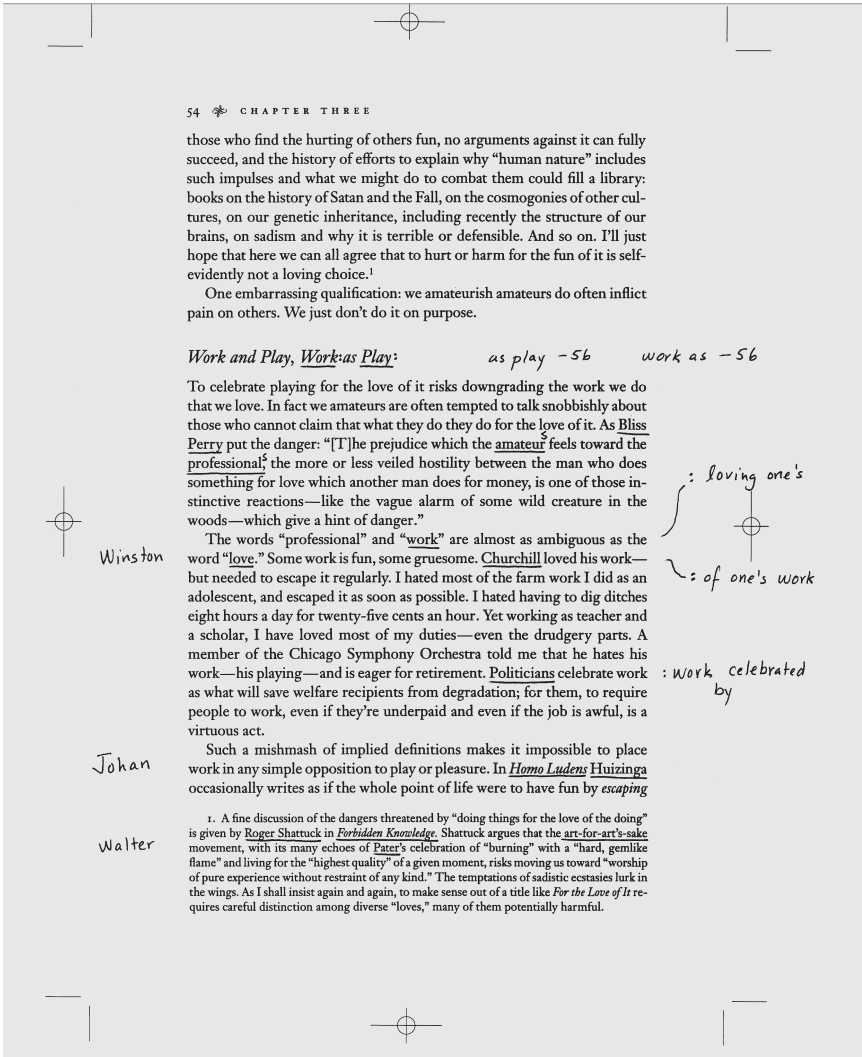 54 ❧ CHAPTER THREE
those who find the hurting of others fun, no arguments against it can fully
succeed, and the history of efforts to explain why “human nature” includes
such impulses and what we might do to combat them could fill a library:
books on the history of Satan and the Fall, on the cosmogonies of other cul-
tures, on our genetic inheritance, including recently the structure of our
brains, on sadism and why it is terrible or defensible. And so on. I’ll just
hope that here we can all agree that to hurt or harm for the fun of it is self-
evidently not a loving choice.¹
One embarrassing qualification: we amateurish amateurs do often inflict
pain on others. We just don’t do it on purpose.
Work and Play, Work:as Play: as play – 56 work as – 56
To celebrate playing for the love of it risks downgrading the work we do
that we love. In fact we amateurs are often tempted to talk snobbishly about
those who cannot claim that what they do they do for the love of it. As Bliss
Perry put the danger: “[T]he prejudice which the amateur s feels toward the
professional, s the more or less veiled hostility between the man who does
: loving one's
something for love which another man does for money, is one of those in-
stinctive reactions—like the vague alarm of some wild creature in the
woods—which give a hint of danger.”
The words “professional” and “work” are almost as ambiguous as the
Winston word “love.” Some work is fun, some gruesome. Churchill loved his work—
but needed to escape it regularly. I hated most of the farm work I did as an : of one's work
adolescent, and escaped it as soon as possible. I hated having to dig ditches
eight hours a day for twenty-five cents an hour. Yet working as teacher and
a scholar, I have loved most of my duties—even the drudgery parts. A
member of the Chicago Symphony Orchestra told me that he hates his
work—his playing—and is eager for retirement. Politicians celebrate work : work celebrated
as what will save welfare recipients from degradation; for them, to require by
people to work, even if they’re underpaid and even if the job is awful, is a
virtuous act.
Such a mishmash of implied definitions makes it impossible to place
Johan work in any simple opposition to play or pleasure. In Homo Ludens Huizinga
occasionally writes as if the whole point of life were to have fun by escaping
1. A fine discussion of the dangers threatened by “doing things for the love of the doing”
is given by Roger Shattuck in Forbidden Knowledge. Shattuck argues that the art-for-art’s-sake
Walter movement, with its many echoes of Pater’s celebration of “burning” with a “hard, gemlike
flame” and living for the “highest quality” of a given moment, risks moving us toward “worship
of pure experience without restraint of any kind.” The temptations of sadistic ecstasies lurk in
the wings. As I shall insist again and again, to make sense out of a title like For the Love of It re-
quires careful distinction among diverse “loves,” many of them potentially harmful.